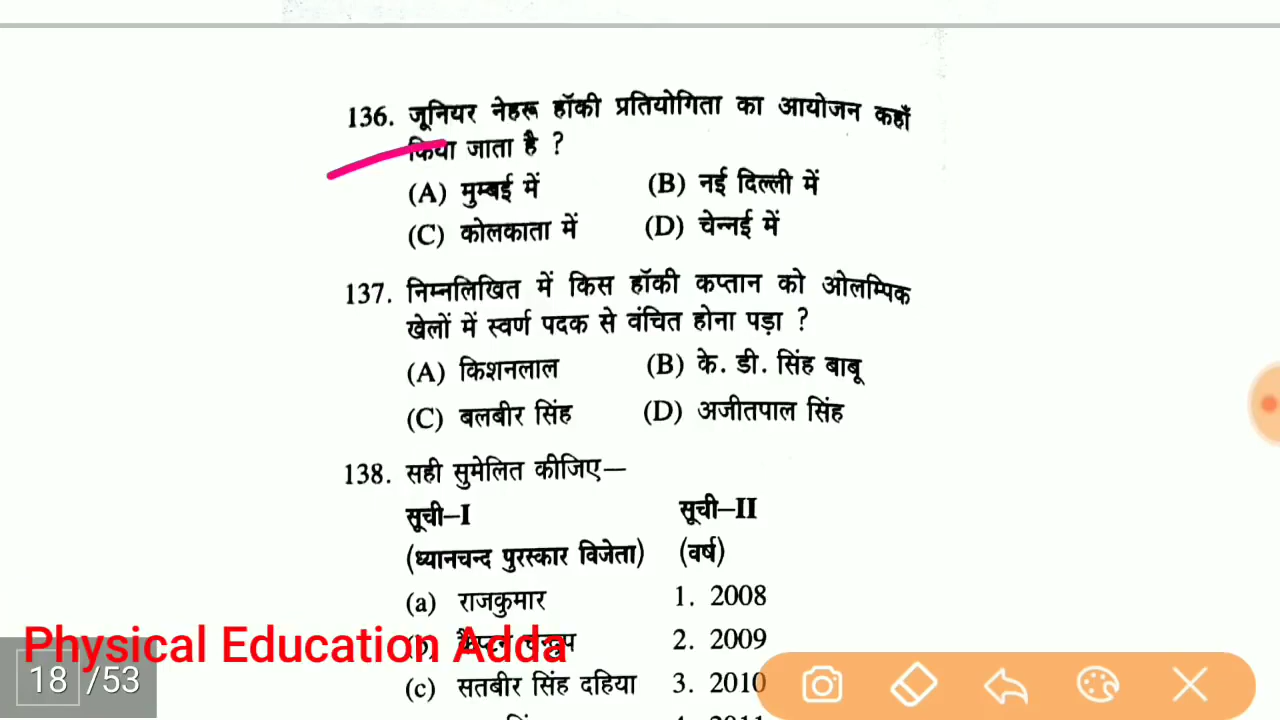 136. जूनियर नेहरू हॉकी प्रतियोगिता का आयोजन कहाँ
किया जाता है ?
(A) मुम्बई में (B) नई दिल्ली में
(C) कोलकाता में (D) चेन्नई में
137. निम्नलिखित में किस हॉकी कप्तान को ओलम्पिक
खेलों में स्वर्ण पदक से वंचित होना पड़ा ?
(A) किशनलाल (B) के. डी. सिंह बाबू
(C) बलबीर सिंह (D) अजीतपाल सिंह
138. सही सुमेलित कीजिए—
सूची–I सूची–II
(ध्यानचन्द पुरस्कार विजेता) (वर्ष)
(a) राजकुमार 1. 2008
(b) 2. 2009
Physical Education Adda
(c) सतबीर सिंह दहिया 3. 2010
18 /53